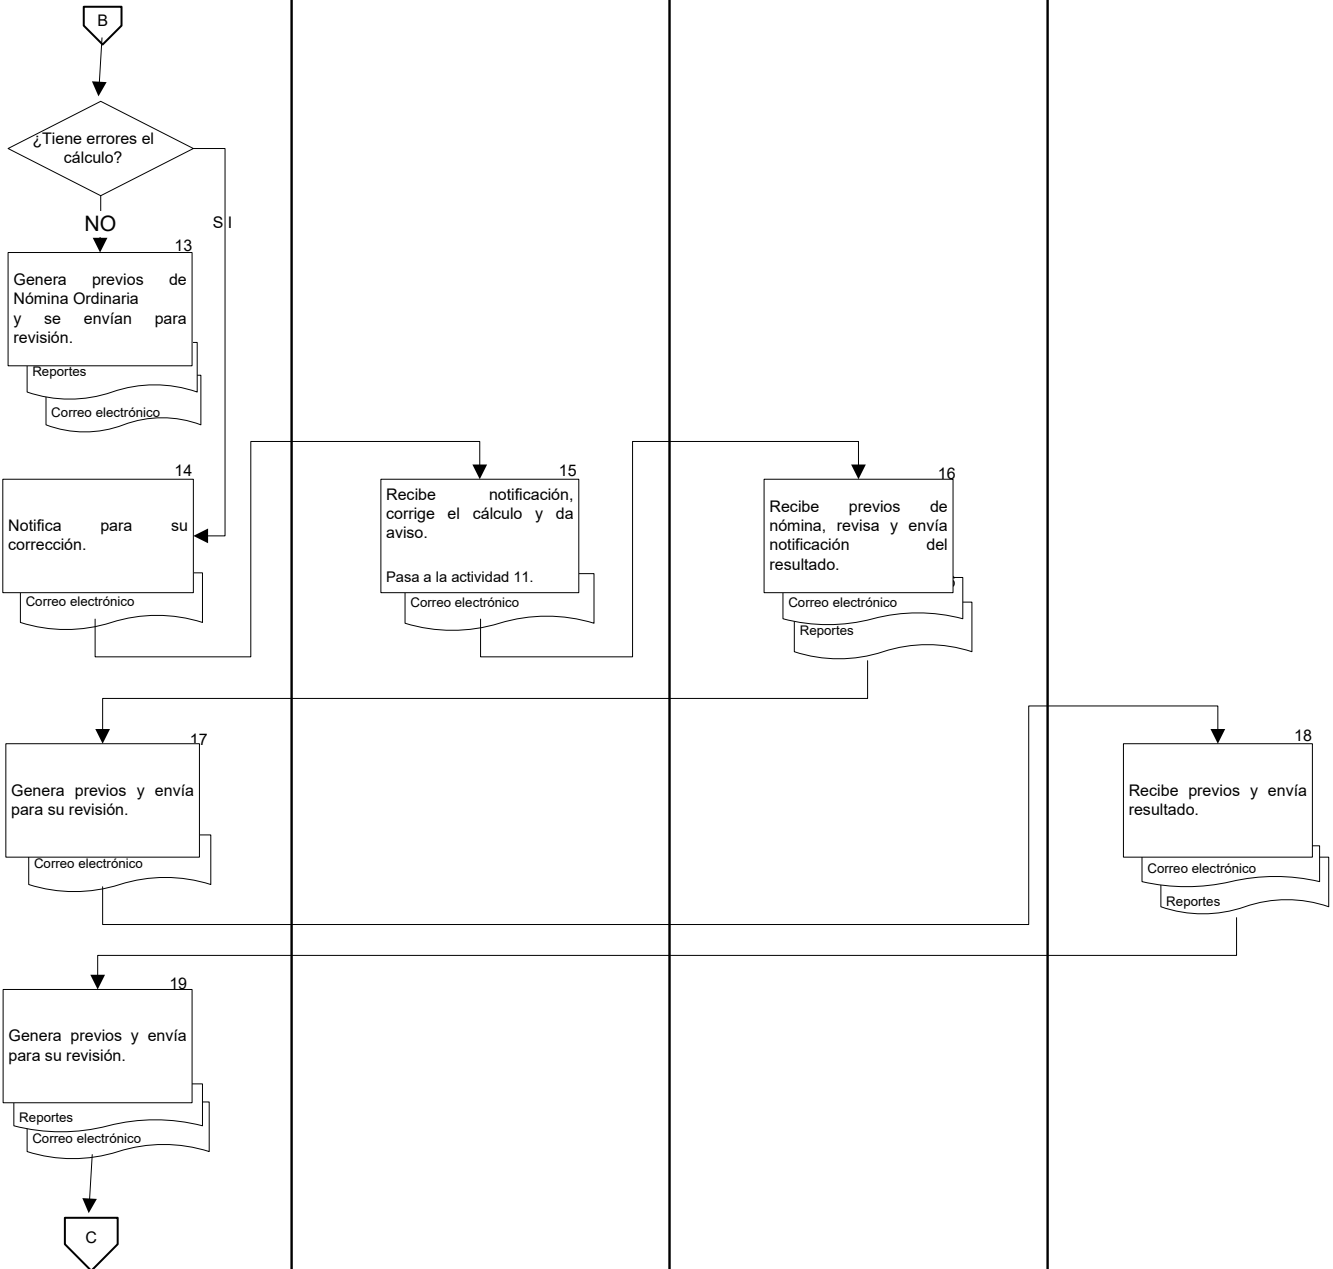 B
¿Tiene errores el
cálculo?
NO
SI
13
Genera previos de
Nómina Ordinaria
y se envían para
revisión.
Reportes
Correo electrónico
14
Notifica para su
corrección.
Correo electrónico
15
Recibe notificación,
corrige el cálculo y da
aviso.
Pasa a la actividad 11.
Correo electrónico
16
Recibe previos de
nómina, revisa y envía
notificación del
resultado.
Correo electrónico
Reportes
17
Genera previos y envía
para su revisión.
Correo electrónico
18
Recibe previos y envía
resultado.
Correo electrónico
Reportes
19
Genera previos y envía
para su revisión.
Reportes
Correo electrónico
C